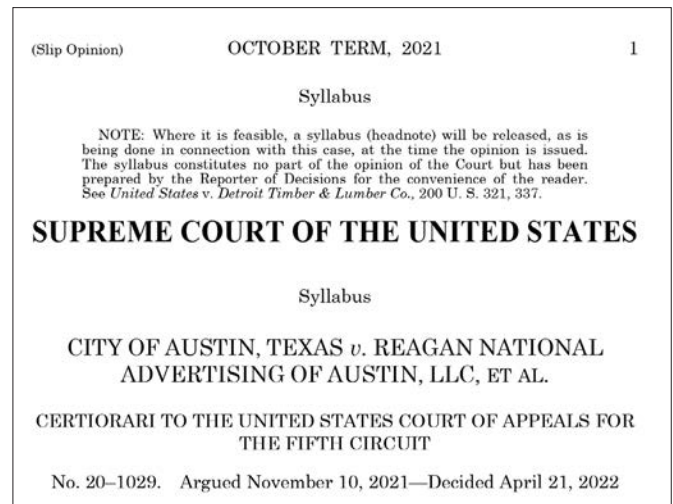 (Slip Opinion) OCTOBER TERM, 2021 1
Syllabus
NOTE: Where it is feasible, a syllabus (headnote) will be released, as is
being done in connection with this case, at the time the opinion is issued.
The syllabus constitutes no part of the opinion of the Court but has been
prepared by the Reporter of Decisions for the convenience of the reader.
See United States v. Detroit Timber & Lumber Co., 200 U. S. 321, 337.
SUPREME COURT OF THE UNITED STATES
Syllabus
CITY OF AUSTIN, TEXAS v. REAGAN NATIONAL
ADVERTISING OF AUSTIN, LLC, ET AL.
CERTIORARI TO THE UNITED STATES COURT OF APPEALS FOR
THE FIFTH CIRCUIT
No. 20–1029. Argued November 10, 2021—Decided April 21, 2022